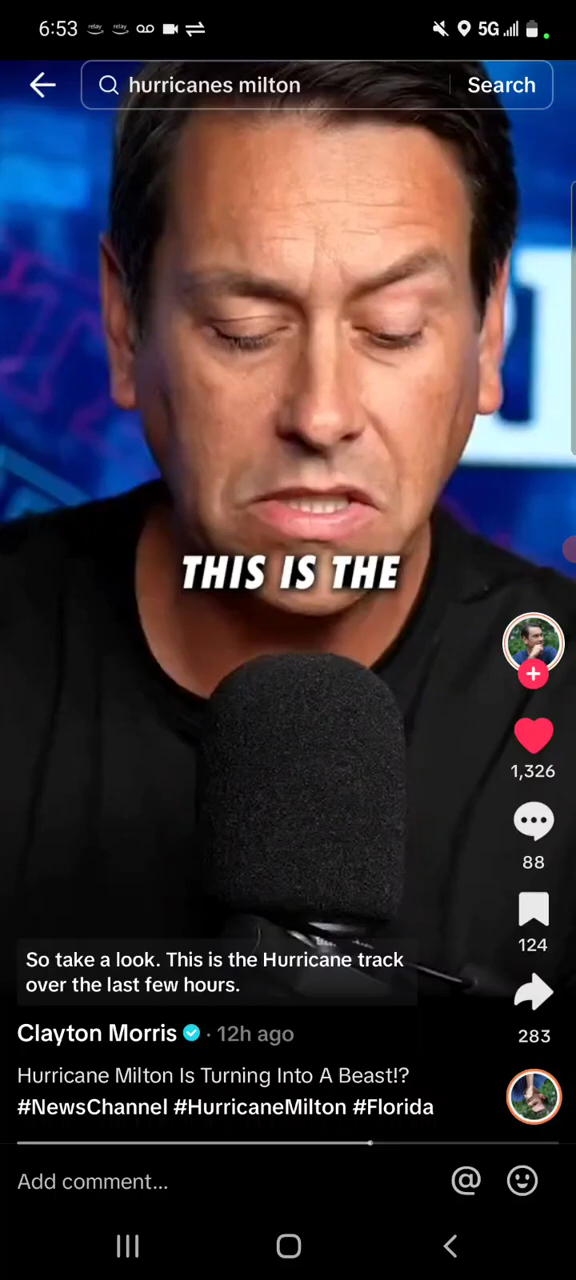 6:53 relay relay 5G
hurricanes milton Search
THIS IS THE
1,326
88
124
283
So take a look. This is the Hurricane track
over the last few hours.
Clayton Morris · 12h ago
Hurricane Milton Is Turning Into A Beast!?
#NewsChannel #HurricaneMilton #Florida
Add comment... @